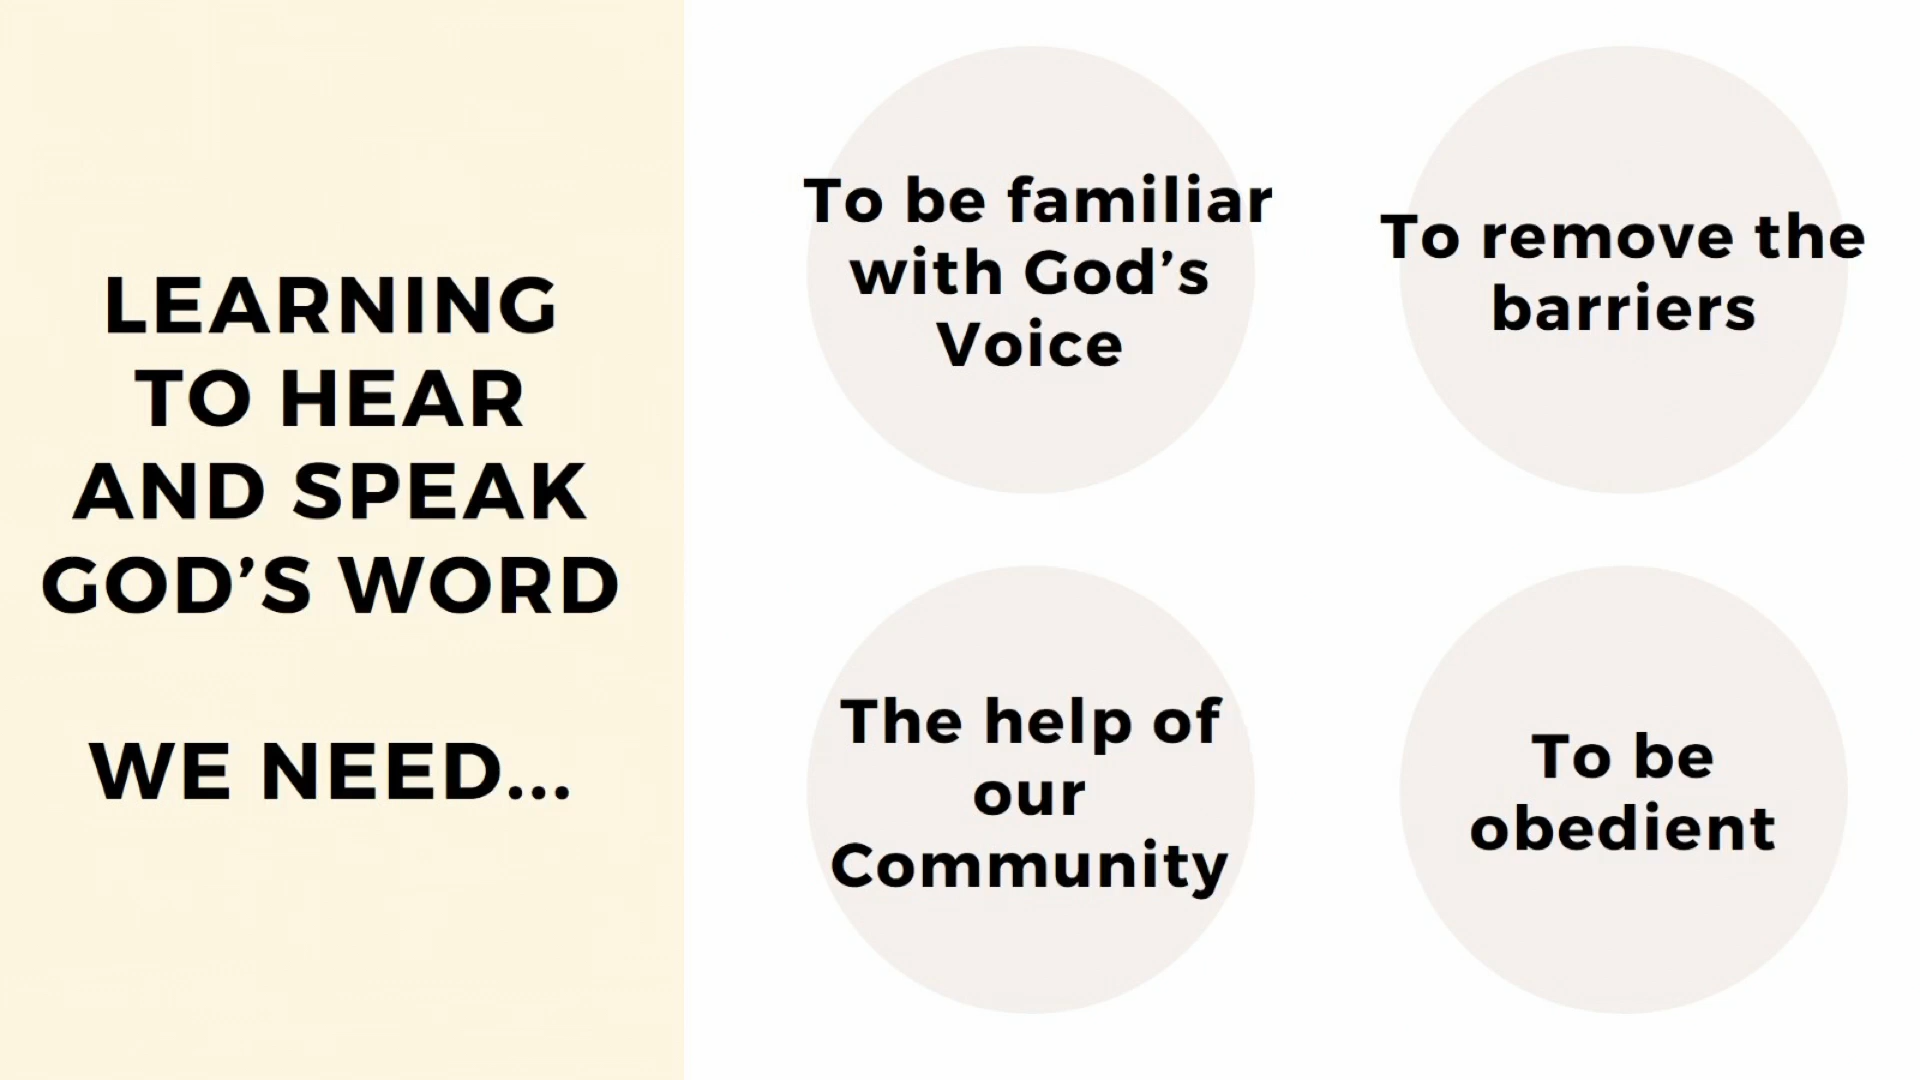 LEARNING
TO HEAR
AND SPEAK
GOD’S WORD
WE NEED...
To be familiar
with God’s
Voice
To remove the
barriers
The help of
our
Community
To be
obedient